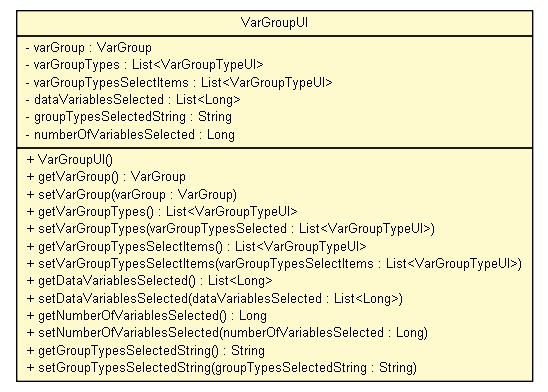 VarGroupUI
- varGroup : VarGroup
- varGroupTypes : List<VarGroupTypeUI>
- varGroupTypesSelectItems : List<VarGroupTypeUI>
- dataVariablesSelected : List<Long>
- groupTypesSelectedString : String
- numberOfVariablesSelected : Long
+ VarGroupUI()
+ getVarGroup() : VarGroup
+ setVarGroup(varGroup : VarGroup)
+ getVarGroupTypes() : List<VarGroupTypeUI>
+ setVarGroupTypes(varGroupTypesSelected : List<VarGroupTypeUI>)
+ getVarGroupTypesSelectItems() : List<VarGroupTypeUI>
+ setVarGroupTypesSelectItems(varGroupTypesSelectItems : List<VarGroupTypeUI>)
+ getDataVariablesSelected() : List<Long>
+ setDataVariablesSelected(dataVariablesSelected : List<Long>)
+ getNumberOfVariablesSelected() : Long
+ setNumberOfVariablesSelected(numberOfVariablesSelected : Long)
+ getGroupTypesSelectedString() : String
+ setGroupTypesSelectedString(groupTypesSelectedString : String)